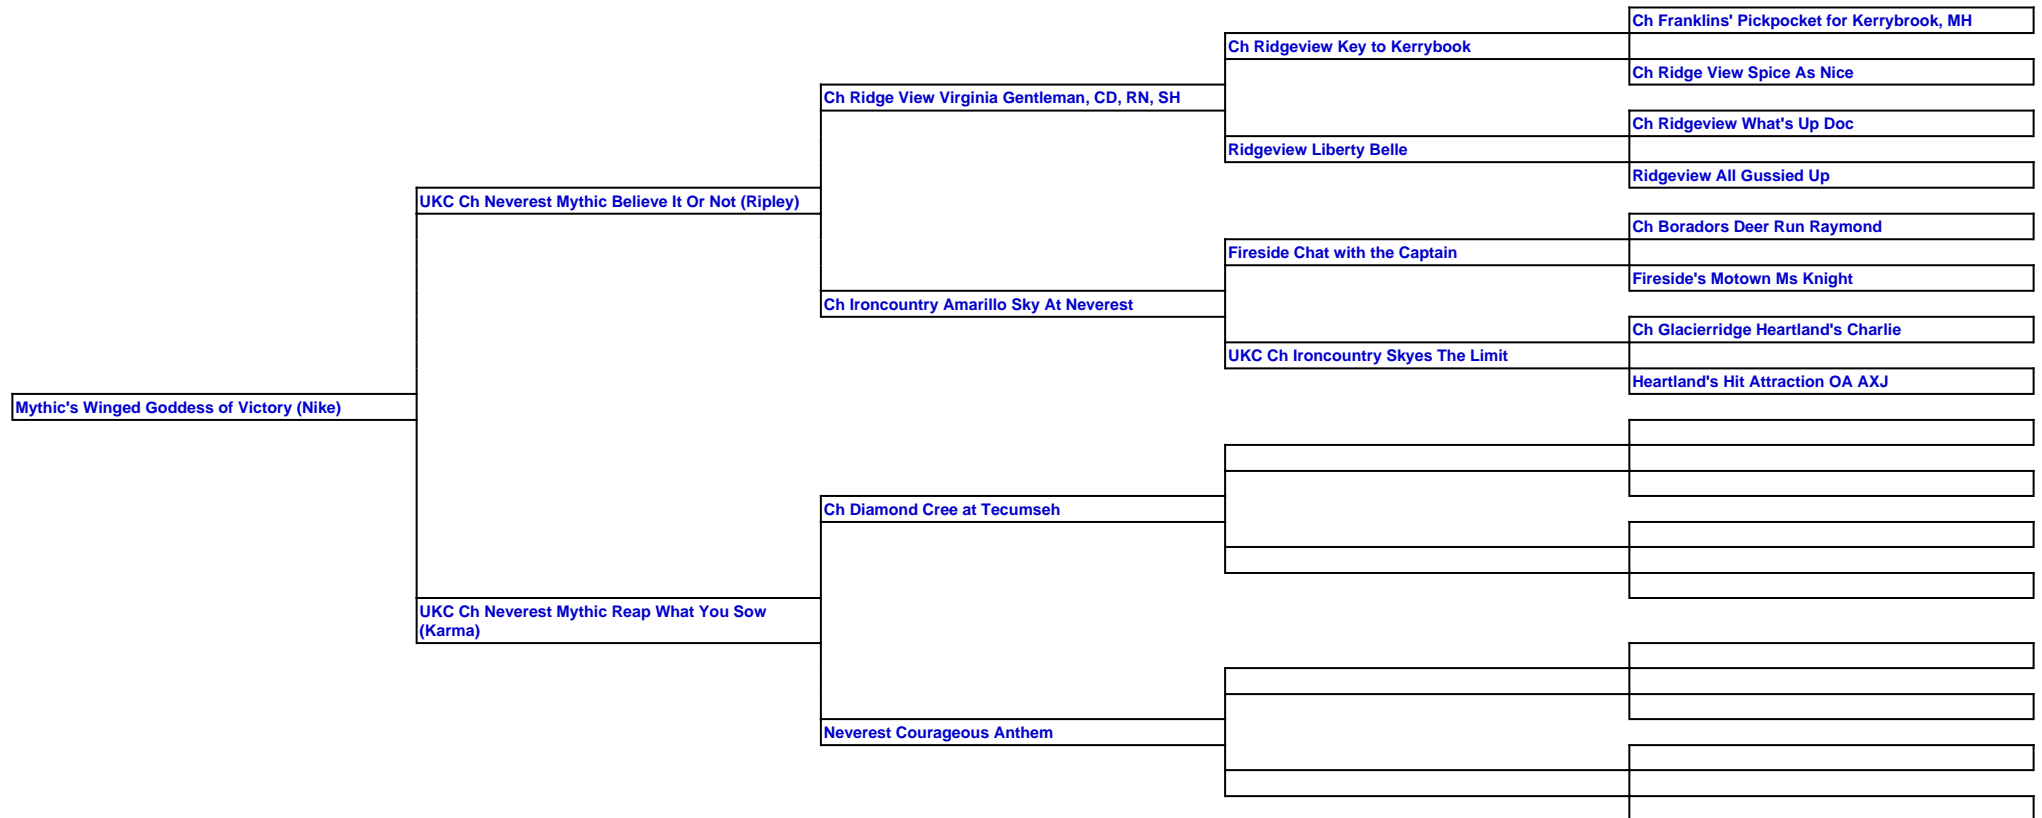 Ch Franklins' Pickpocket for Kerrybrook, MH
Ch Ridgeview Key to Kerrybook
Ch Ridge View Spice As Nice
Ch Ridge View Virginia Gentleman, CD, RN, SH
Ch Ridgeview What's Up Doc
Ridgeview Liberty Belle
Ridgeview All Gussied Up
UKC Ch Neverest Mythic Believe It Or Not (Ripley)
Ch Boradors Deer Run Raymond
Fireside Chat with the Captain
Fireside's Motown Ms Knight
Ch Ironcountry Amarillo Sky At Neverest
Ch Glacierridge Heartland's Charlie
UKC Ch Ironcountry Skyes The Limit
Heartland's Hit Attraction OA AXJ
Mythic's Winged Goddess of Victory (Nike)
Ch Diamond Cree at Tecumseh
UKC Ch Neverest Mythic Reap What You Sow
(Karma)
Neverest Courageous Anthem